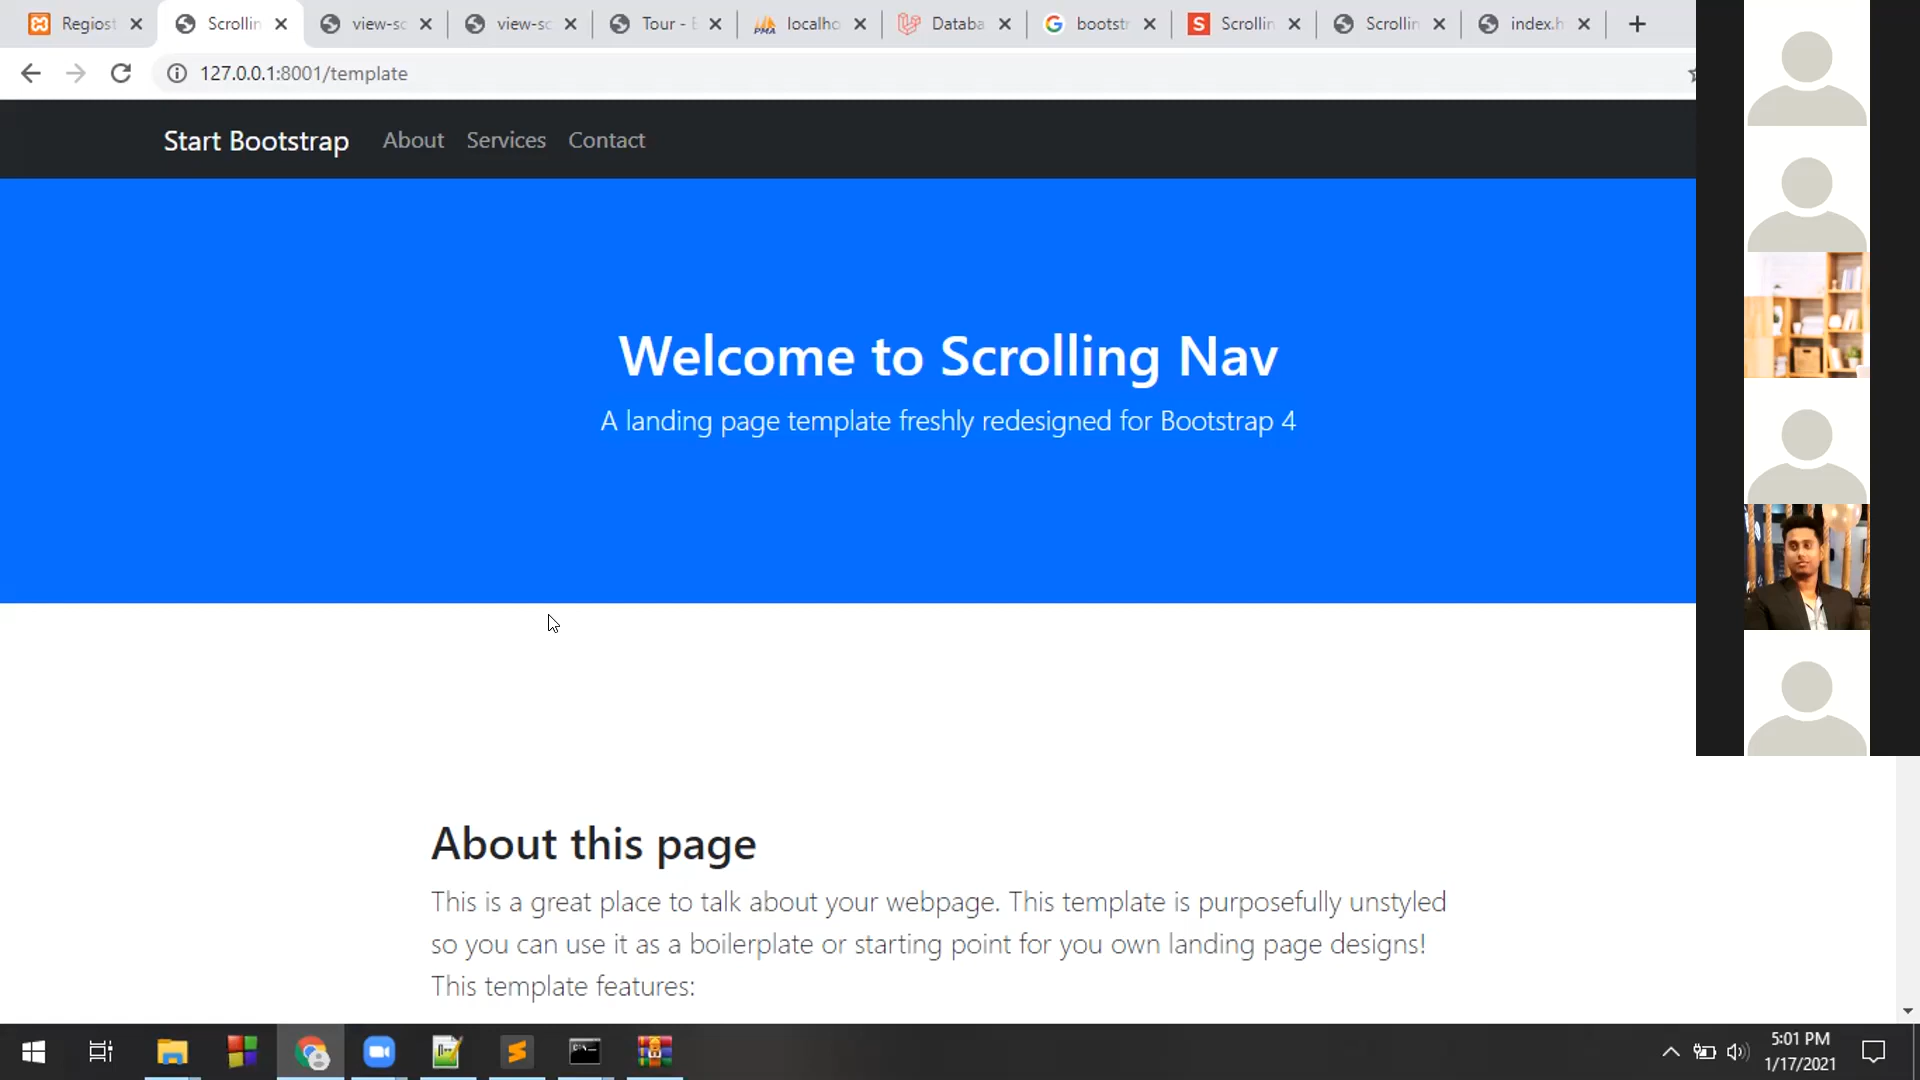 Regiost
Scrollin
view-sc
view-sc
Tour -
localho
Databa
bootstr
Scrollin
Scrollin
index.h
127.0.0.1:8001/template
Start Bootstrap
About
Services
Contact
Welcome to Scrolling Nav
A landing page template freshly redesigned for Bootstrap 4
About this page
This is a great place to talk about your webpage. This template is purposefully unstyled
so you can use it as a boilerplate or starting point for you own landing page designs!
This template features:
5:01 PM
1/17/2021